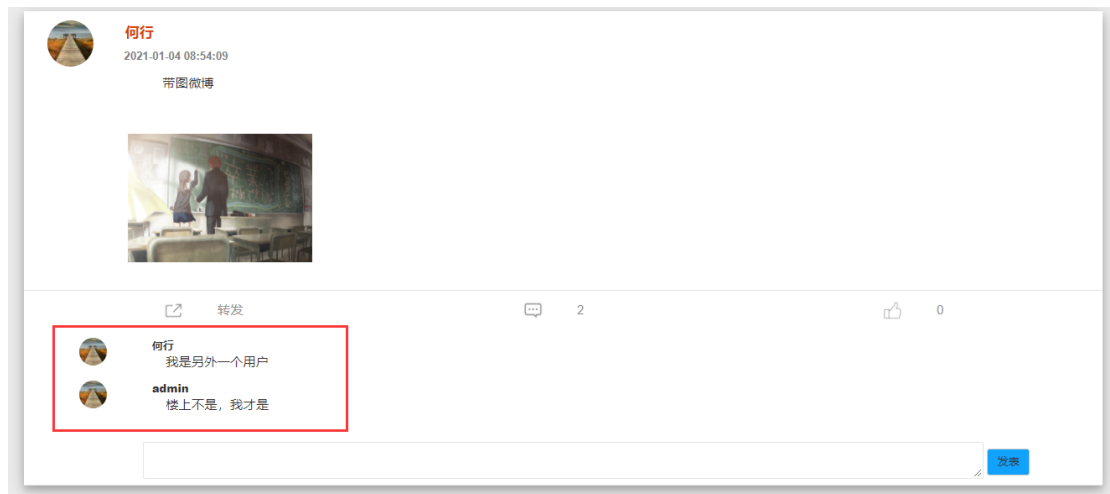 何行
2021-01-04 08:54:09
带图微博
转发 2 0
何行
我是另外一个用户
admin
楼上不是，我才是
发表